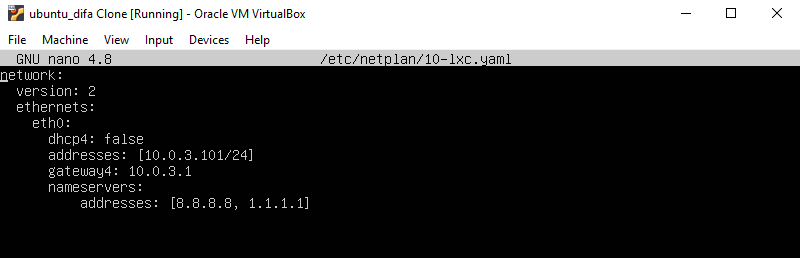 ubuntu_difa Clone [Running] - Oracle VM VirtualBox
File Machine View Input Devices Help
GNU nano 4.8 /etc/netplan/10-lxc.yaml
network:
  version: 2
  ethernets:
    eth0:
      dhcp4: false
      addresses: [10.0.3.101/24]
      gateway4: 10.0.3.1
      nameservers:
          addresses: [8.8.8.8, 1.1.1.1]